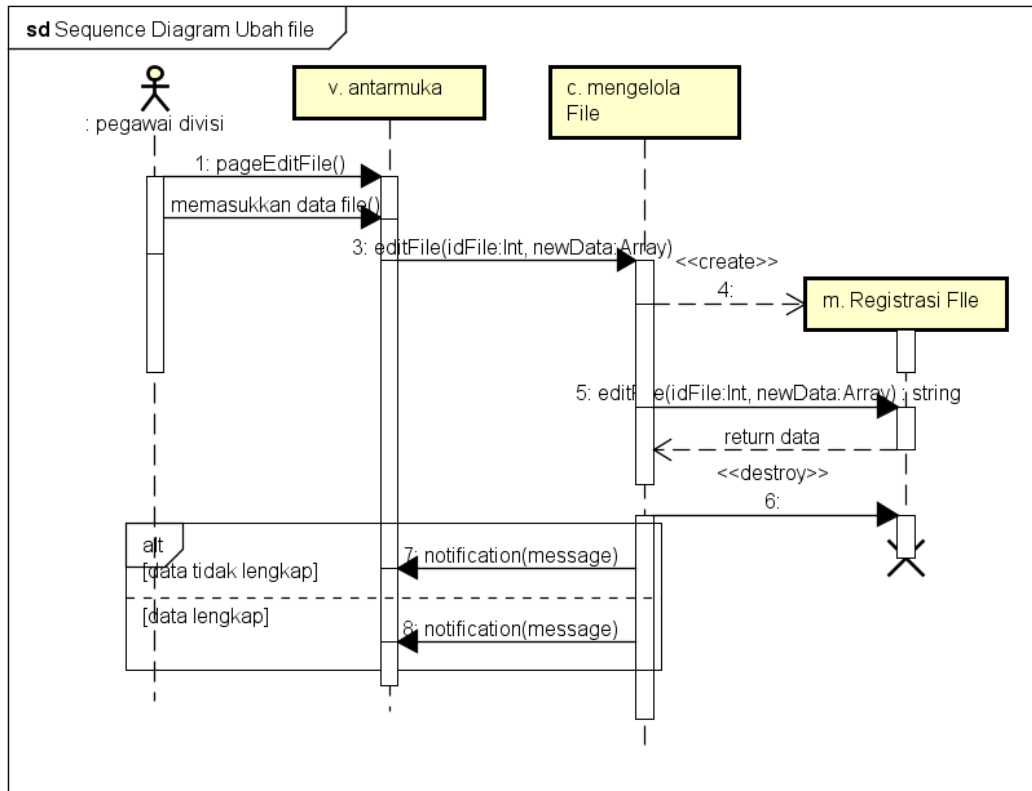 sd Sequence Diagram Ubah file
v. antarmuka
c. mengelola
File
: pegawai divisi
1: pageEditFile()
memasukkan data file()
3: editFile(idFile:Int, newData:Array)
<<create>>
4:
m. Registrasi FIle
5: editFile(idFile:Int, newData:Array) : string
return data
<<destroy>>
6:
alt
7: notification(message)
[data tidak lengkap]
[data lengkap]
8: notification(message)